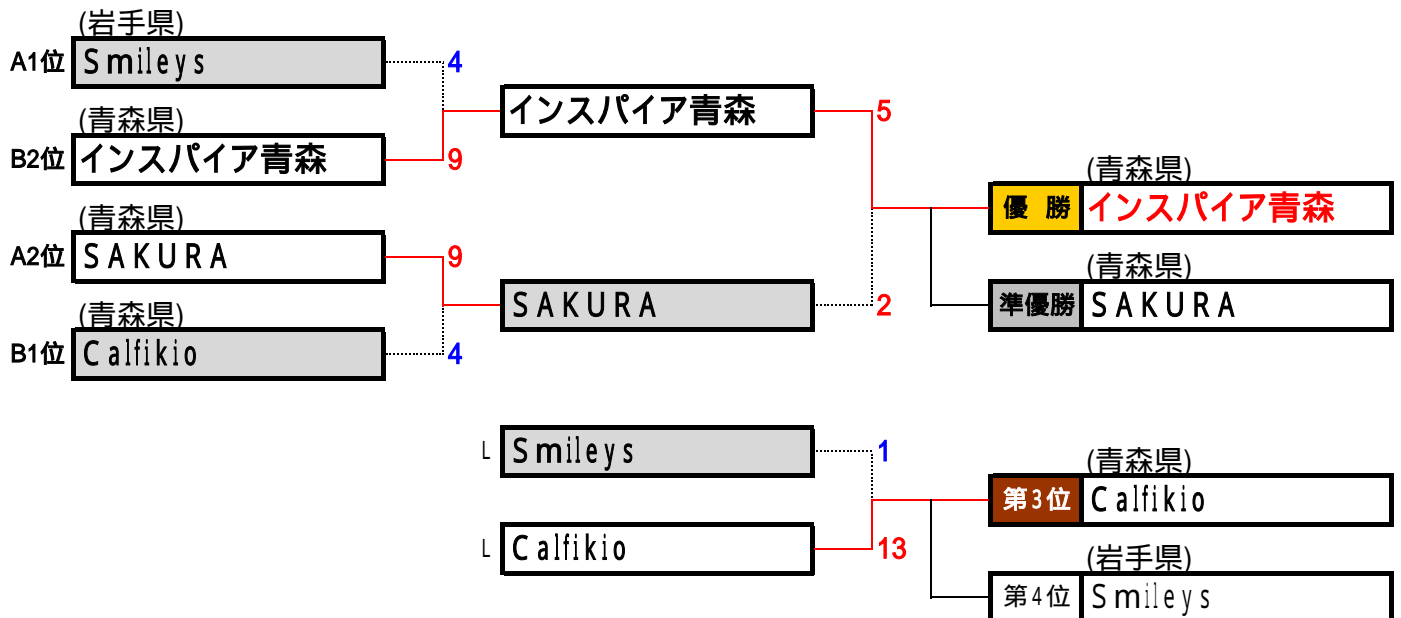 (岩手県)
A1位 Smileys 4
インスパイア青森 5
(青森県)
B2位 インスパイア青森 9
(青森県)
優 勝 インスパイア青森
(青森県)
A2位 SAKURA 9
(青森県)
SAKURA 2
準優勝 SAKURA
(青森県)
B1位 Calfikio 4
L Smileys 1
(青森県)
第3位 Calfikio
L Calfikio 13
(岩手県)
第4位 Smileys